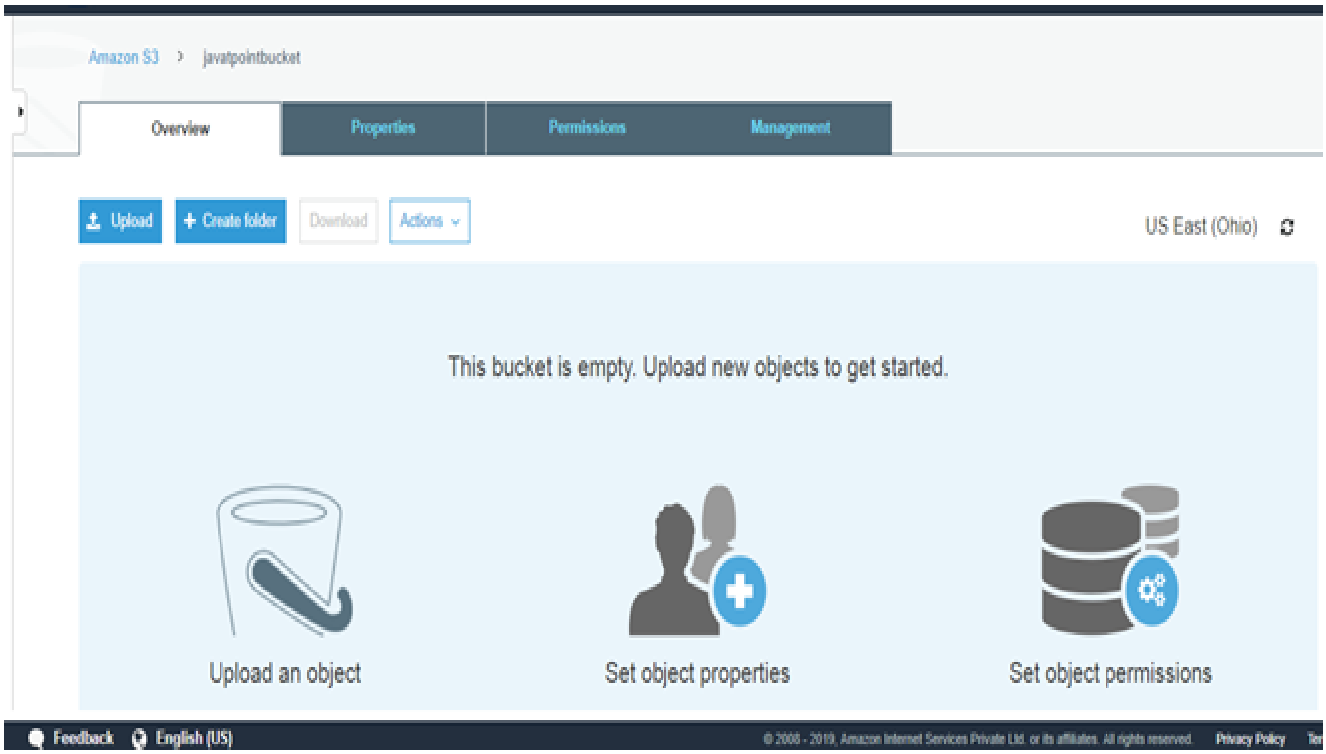 Amazon S3 > javatpointbucket
Overview Properties Permissions Management
Upload + Create folder Download Actions
US East (Ohio)
This bucket is empty. Upload new objects to get started.
Upload an object Set object properties Set object permissions
Feedback English (US) © 2008 - 2019, Amazon Internet Services Private Ltd. or its affiliates. All rights reserved. Privacy Policy Ter